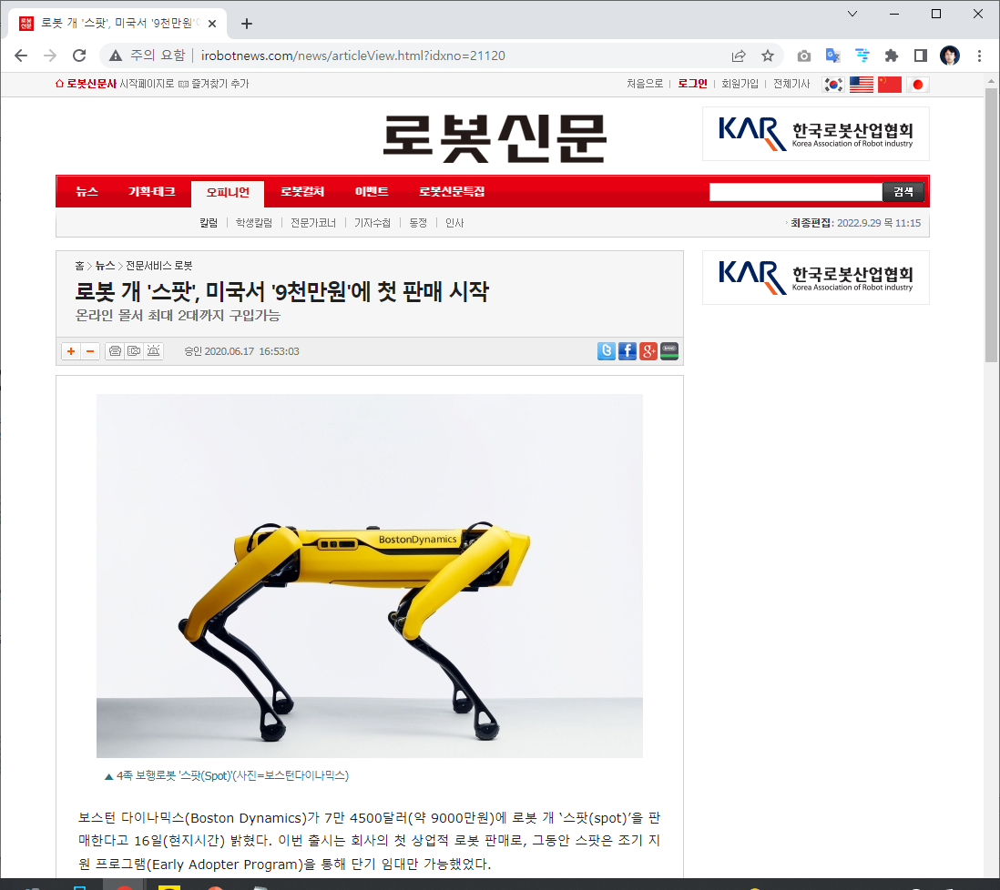 로봇 개 '스팟', 미국서 '9천만원'
주의 요함 irobotnews.com/news/articleView.html?idxno=21120
로봇신문사 시작페이지로 즐겨찾기 추가
처음으로 로그인 회원가입 전체기사
로봇신문
KAR 한국로봇산업협회
Korea Association of Robot industry
뉴스 기획·테크 오피니언 로봇컬처 이벤트 로봇신문특집
검색
칼럼 학생칼럼 전문가코너 기자수첩 동정 인사
최종편집: 2022.9.29 목 11:15
홈 > 뉴스 > 전문서비스 로봇
로봇 개 '스팟', 미국서 '9천만원'에 첫 판매 시작
온라인 몰서 최대 2대까지 구입가능
승인 2020.06.17 16:53:03
KAR 한국로봇산업협회
Korea Association of Robot industry
BostonDynamics
▲ 4족 보행로봇 '스팟(Spot)'(사진=보스턴다이나믹스)
보스턴 다이나믹스(Boston Dynamics)가 7만 4500달러(약 9000만원)에 로봇 개 ‘스팟(spot)’을 판
매한다고 16일(현지시간) 밝혔다. 이번 출시는 회사의 첫 상업적 로봇 판매로, 그동안 스팟은 조기 지
원 프로그램(Early Adopter Program)을 통해 단기 임대만 가능했었다.